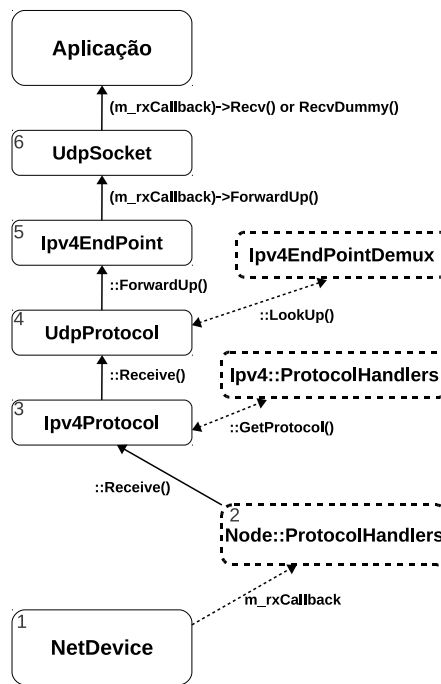 Aplicação
(m_rxCallback)->Recv() or RecvDummy()
6
UdpSocket
(m_rxCallback)->ForwardUp()
5
Ipv4EndPoint
Ipv4EndPointDemux
::ForwardUp()
::LookUp()
4
UdpProtocol
Ipv4::ProtocolHandlers
::Receive()
3
Ipv4Protocol
::GetProtocol()
::Receive()
2
Node::ProtocolHandlers
m_rxCallback
1
NetDevice